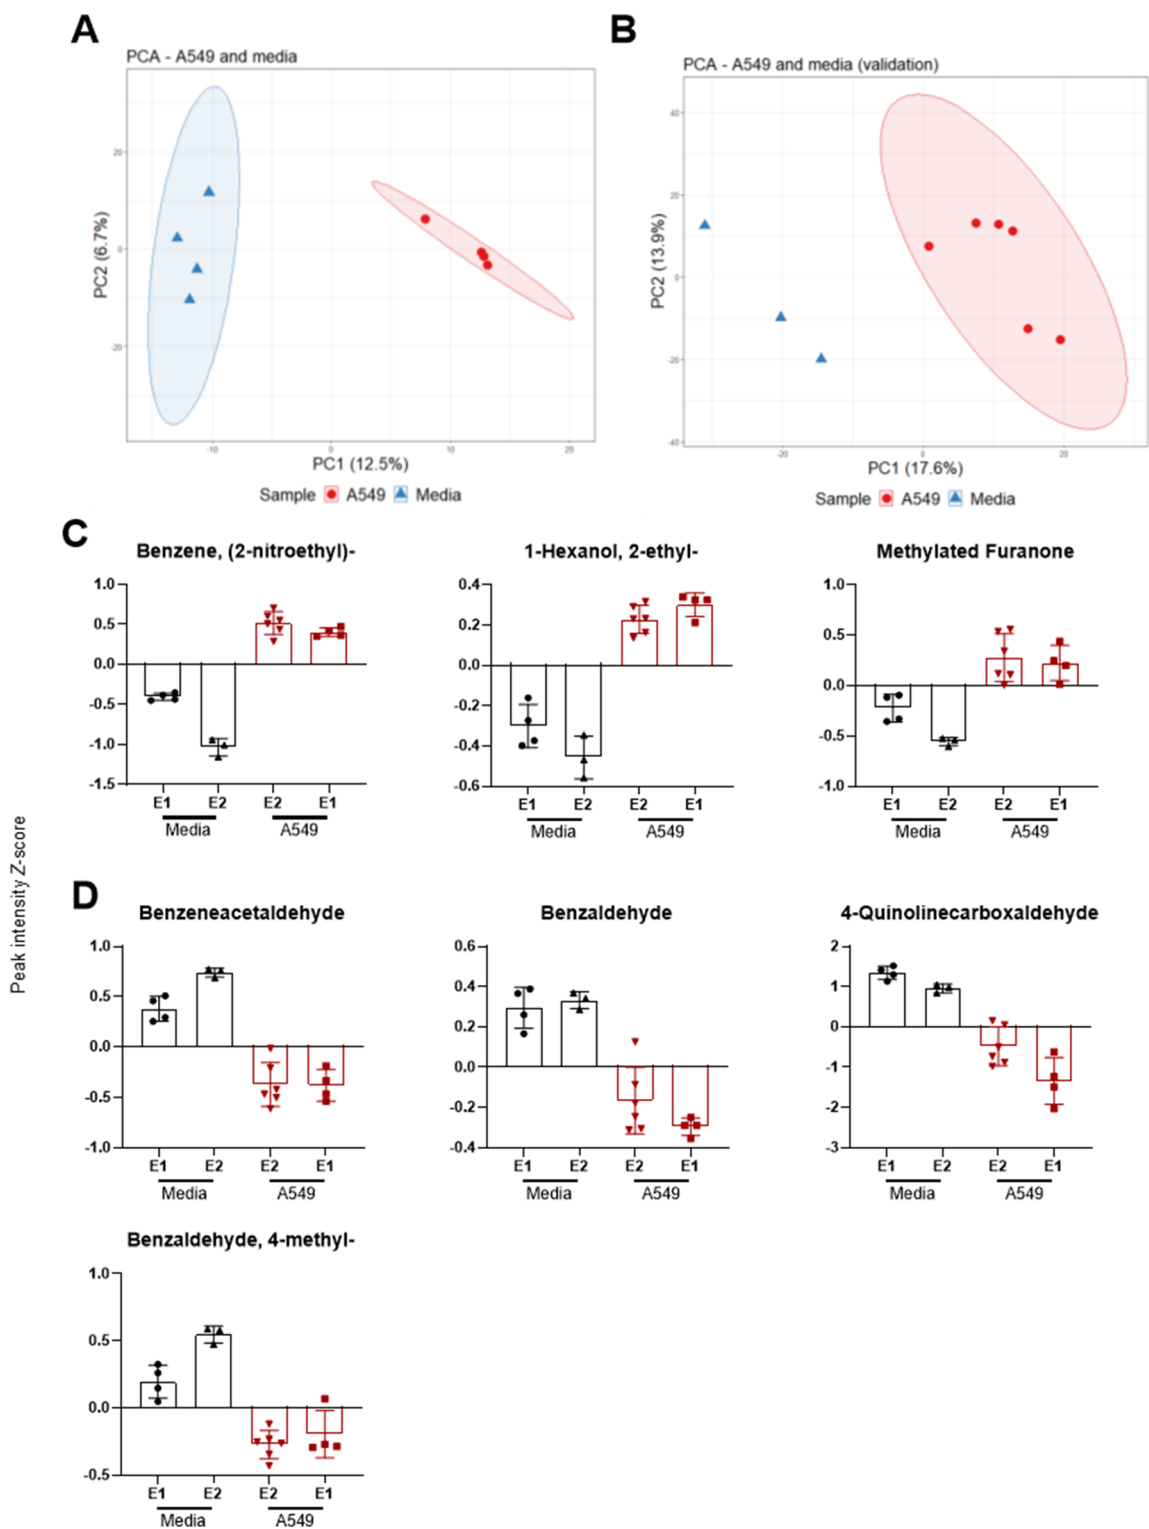 A
PCA - A549 and media
PC2 (6.7%)
20
0
-20
-10
0
10
20
PC1 (12.5%)
Sample A549 Media
B
PCA - A549 and media (validation)
PC2 (13.9%)
40
20
0
-20
-40
-20
0
20
PC1 (17.6%)
Sample A549 Media
Peak intensity Z-score
C
Benzene, (2-nitroethyl)-
1.0
0.5
0.0
-0.5
-1.0
-1.5
E1 E2 E2 E1
Media A549
1-Hexanol, 2-ethyl-
0.4
0.2
0.0
-0.2
-0.4
-0.6
E1 E2 E2 E1
Media A549
Methylated Furanone
1.0
0.5
0.0
-0.5
-1.0
E1 E2 E2 E1
Media A549
D
Benzeneacetaldehyde
1.0
0.5
0.0
-0.5
-1.0
E1 E2 E2 E1
Media A549
Benzaldehyde
0.6
0.4
0.2
0.0
-0.2
-0.4
E1 E2 E2 E1
Media A549
4-Quinolinecarboxaldehyde
2
1
0
-1
-2
-3
E1 E2 E2 E1
Media A549
Benzaldehyde, 4-methyl-
1.0
0.5
0.0
-0.5
E1 E2 E2 E1
Media A549